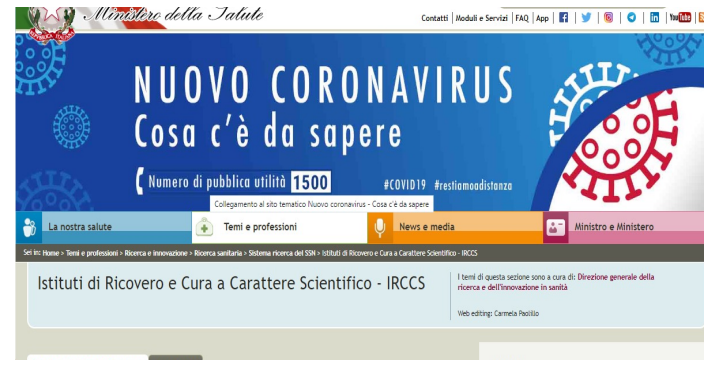 Ministero della Salute
Contatti | Moduli e Servizi | FAQ | App
You Tube
NUOVO CORONAVIRUS
Cosa c'è da sapere
Numero di pubblica utilità 1500
#COVID19 #restiamoadistanza
Collegamento al sito tematico Nuovo coronavirus - Cosa c'è da sapere
La nostra salute
Temi e professioni
News e media
Ministro e Ministero
Sei in: Home > Temi e professioni > Ricerca e innovazione > Ricerca sanitaria > Sistema ricerca del SSN > Istituti di Ricovero e Cura a Carattere Scientifico - IRCCS
Istituti di Ricovero e Cura a Carattere Scientifico - IRCCS
I temi di questa sezione sono a cura di: Direzione generale della
ricerca e dell'innovazione in sanità
Web editing: Carmela Paolillo